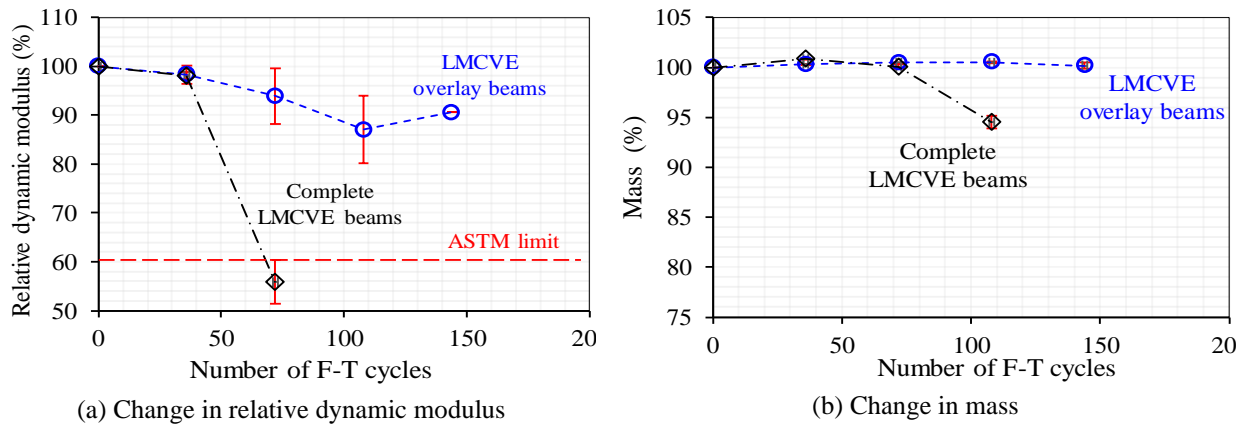 Relative dynamic modulus (%)
110
100
90
80
70
60
50
LMCVE
overlay beams
Complete
LMCVE beams
ASTM limit
0
50
100
150
20
Number of F-T cycles
(a) Change in relative dynamic modulus
Mass (%)
105
100
95
90
85
80
75
LMCVE
overlay beams
Complete
LMCVE beams
0
50
100
150
20
Number of F-T cycles
(b) Change in mass